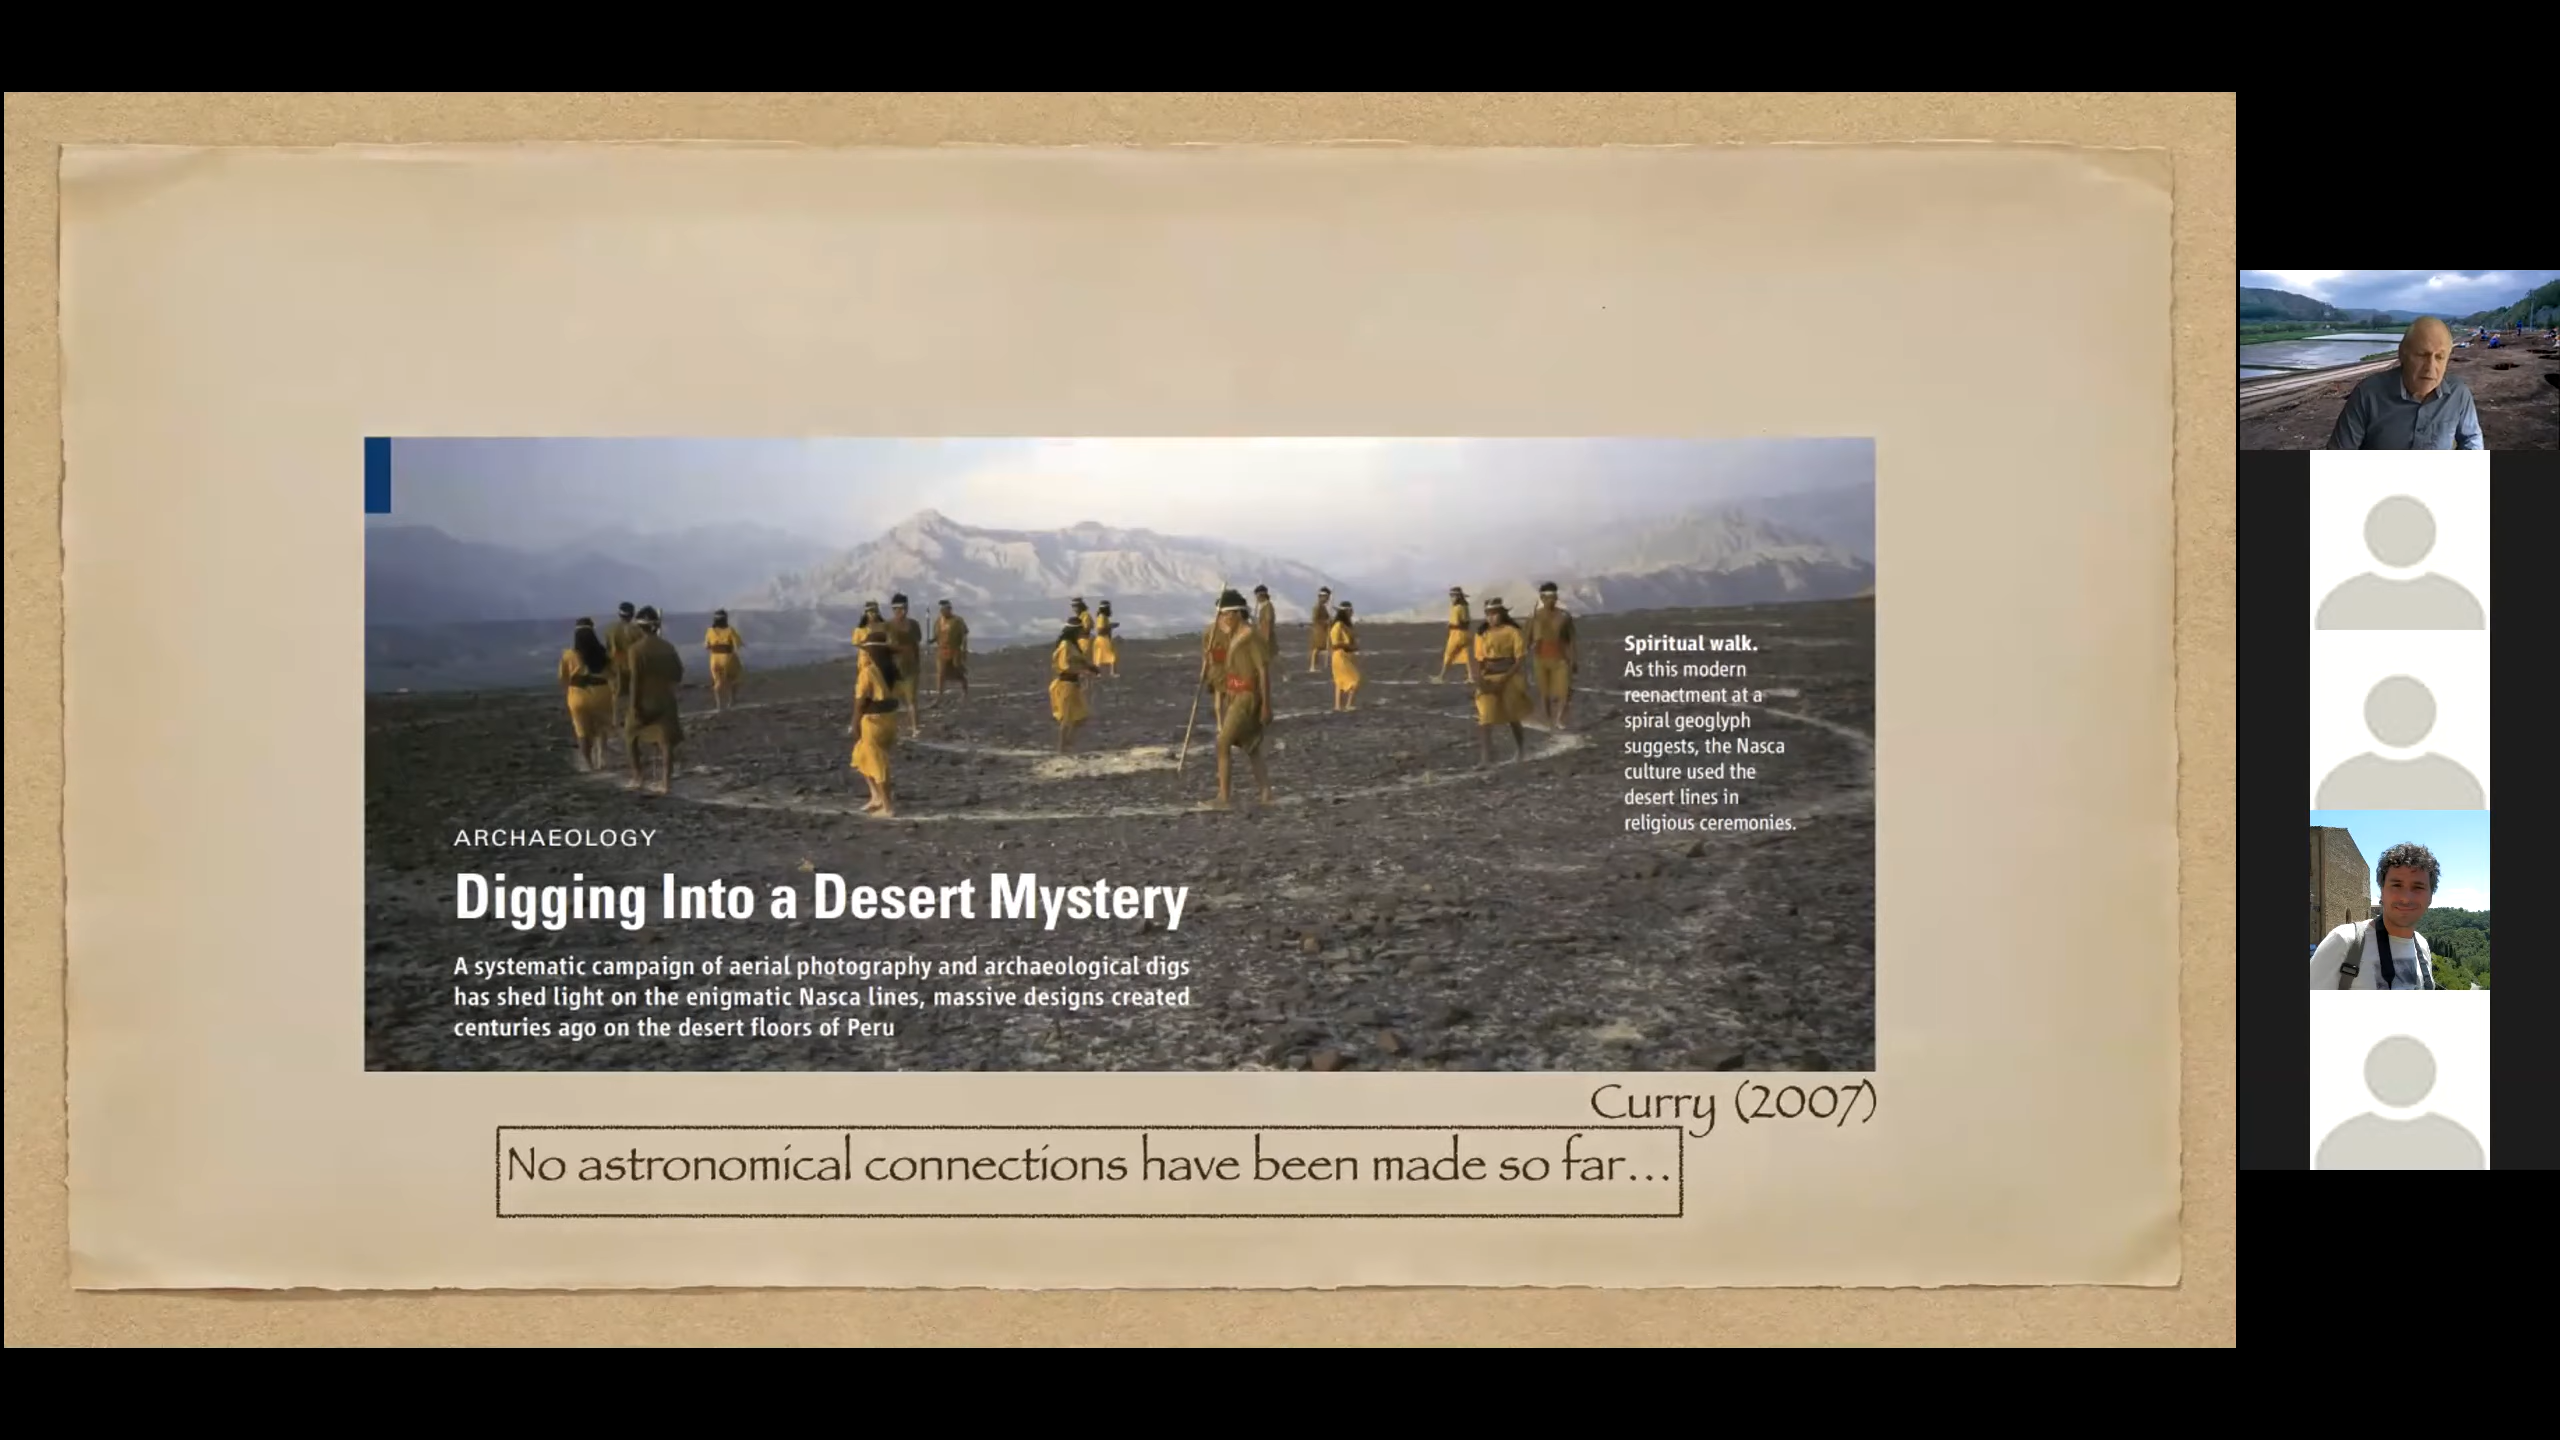 Spiritual walk.
As this modern
reenactment at a
spiral geoglyph
suggests, the Nasca
culture used the
desert lines in
religious ceremonies.
ARCHAEOLOGY
Digging Into a Desert Mystery
A systematic campaign of aerial photography and archaeological digs
has shed light on the enigmatic Nasca lines, massive designs created
centuries ago on the desert floors of Peru
Curry (2007)
No astronomical connections have been made so far...